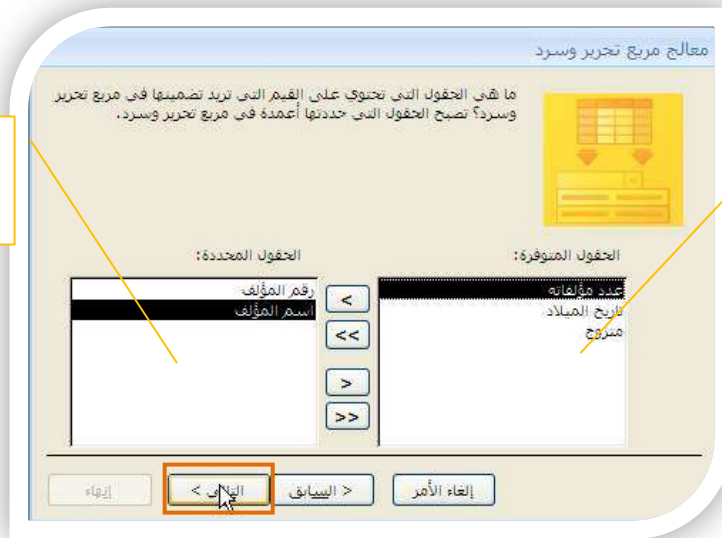 معالج مربع تحرير وسرد
ما هي الحقول التي تحتوي على القيم التي تريد تضمينها في مربع تحرير
وسرد؟ تصبح الحقول التي حددتها أعمدة في مربع تحرير وسرد.
الحقول المتوفرة:
عدد مؤلفاته
تاريخ الميلاد
متزوج
>
>>
<
<<
الحقول المحددة:
رقم المؤلف
اسم المؤلف
إلغاء الأمر
< السابق
التالي >
إنهاء